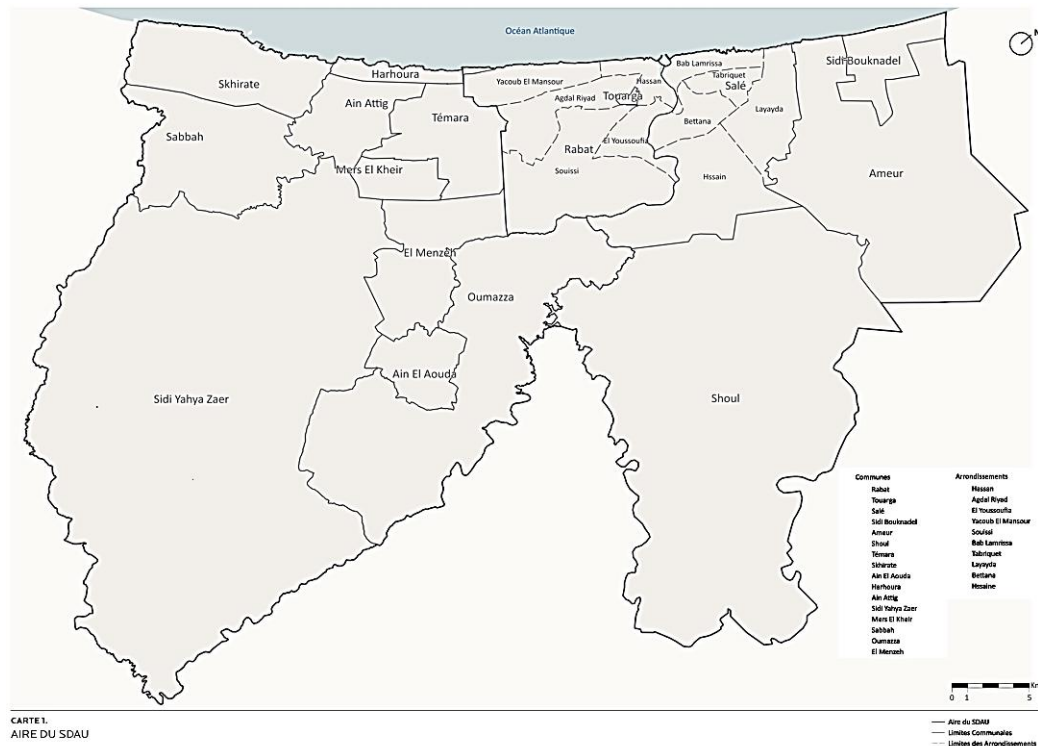 Océan Atlantique
N
Sidi Bouknadel
Bab Lamrissa
Harhoura
Tabriquet
Skhirate
Yacoub El Mansour
Hassan
Salé
Ain Attig
Agdal Riyad
Touarga
Layayda
Témara
Bettana
Sabbah
El Youssoufia
Rabat
Mers El Kheir
Souissi
Hssain
Ameur
El Menzeh
Oumazza
Ain El Aouda
Sidi Yahya Zaer
Shoul
Communes
Rabat
Touarga
Salé
Sidi Bouknadel
Ameur
Shoul
Témara
Skhirate
Ain El Aouda
Harhoura
Ain Attig
Sidi Yahya Zaer
Mers El Kheir
Sabbah
Oumazza
El Menzeh
Arrondissements
Hassan
Agdal Riyad
El Youssoufia
Yacoub El Mansour
Souissi
Bab Lamrissa
Tabriquet
Layayda
Bettana
Hssaine
Km
0 1 5
CARTE 1.
AIRE DU SDAU
Aire du SDAU
Limites Communales
Limites des Arrondissements